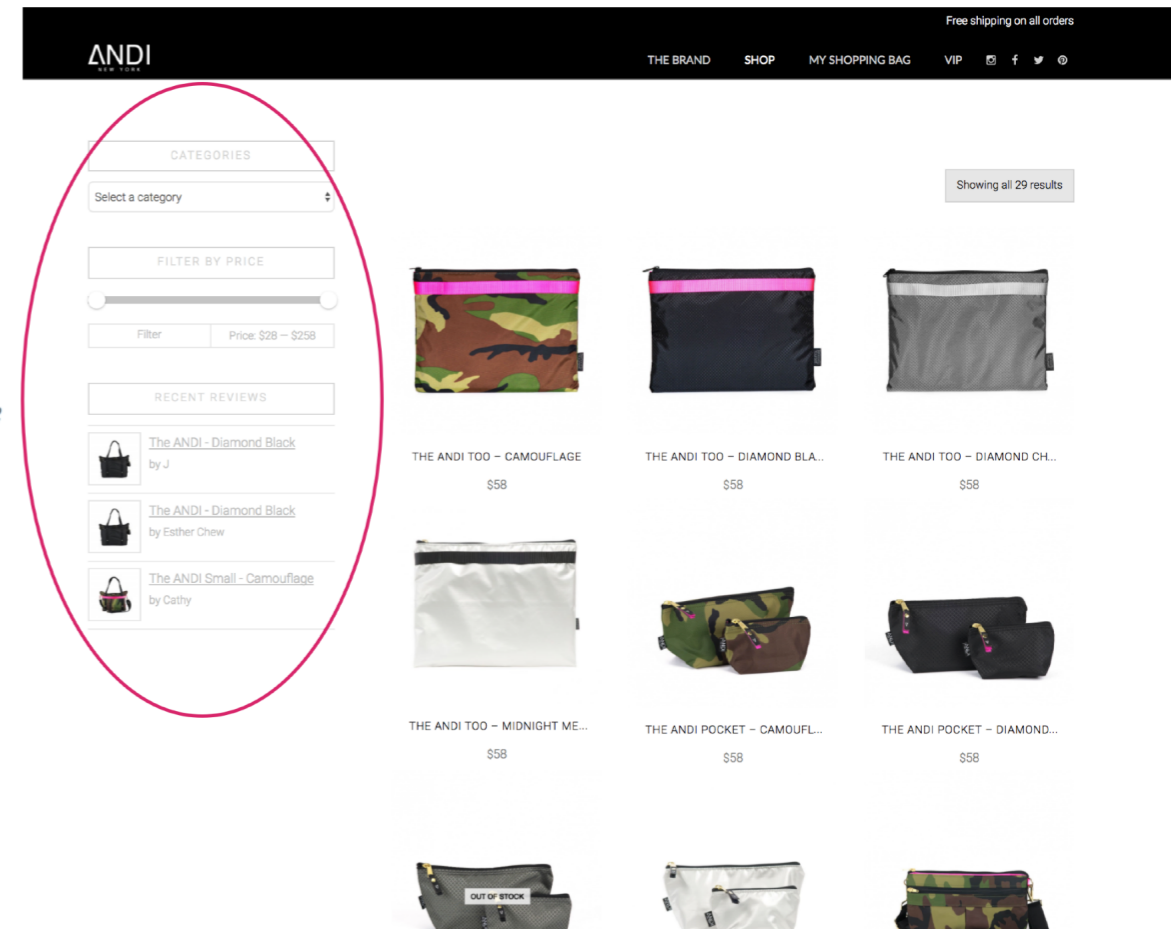 Free shipping on all orders
ANDI
NEW YORK
THE BRAND SHOP MY SHOPPING BAG VIP
CATEGORIES
Select a category
FILTER BY PRICE
Filter Price: $28 — $258
RECENT REVIEWS
The ANDI - Diamond Black
by J
The ANDI - Diamond Black
by Esther Chew
The ANDI Small - Camouflage
by Cathy
Showing all 29 results
THE ANDI TOO – CAMOUFLAGE
$58
THE ANDI TOO – DIAMOND BLA...
$58
THE ANDI TOO – DIAMOND CH...
$58
THE ANDI TOO – MIDNIGHT ME...
$58
THE ANDI POCKET – CAMOUFL...
$58
THE ANDI POCKET – DIAMOND...
$58
OUT OF STOCK